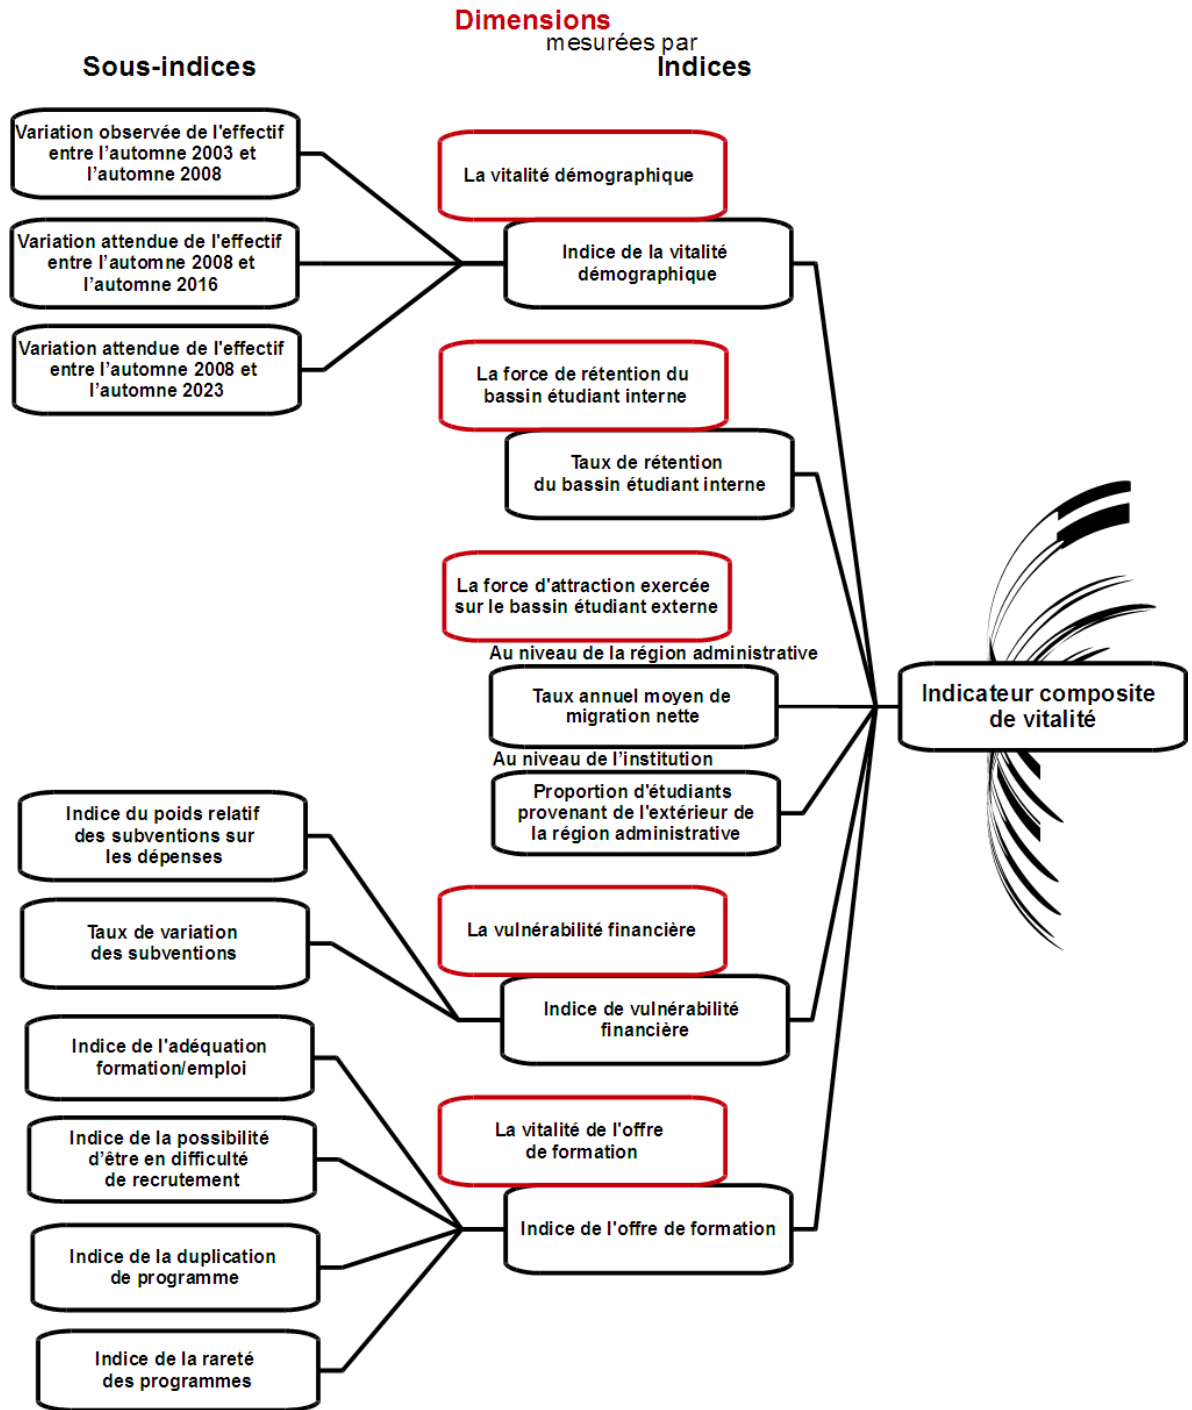 Dimensions
mesurées par
Sous-indices
Indices
Variation observée de l'effectif
entre l'automne 2003 et
l'automne 2008
La vitalité démographique
Variation attendue de l'effectif
entre l'automne 2008 et
l'automne 2016
Indice de la vitalité
démographique
Variation attendue de l'effectif
entre l'automne 2008 et
l'automne 2023
La force de rétention du
bassin étudiant interne
Taux de rétention
du bassin étudiant interne
La force d'attraction exercée
sur le bassin étudiant externe
Au niveau de la région administrative
Taux annuel moyen de
migration nette
Indicateur composite
de vitalité
Au niveau de l'institution
Proportion d'étudiants
provenant de l'extérieur de
la région administrative
Indice du poids relatif
des subventions sur
les dépenses
Taux de variation
des subventions
La vulnérabilité financière
Indice de vulnérabilité
financière
Indice de l'adéquation
formation/emploi
Indice de la possibilité
d'être en difficulté
de recrutement
La vitalité de l'offre
de formation
Indice de l'offre de formation
Indice de la duplication
de programme
Indice de la rareté
des programmes